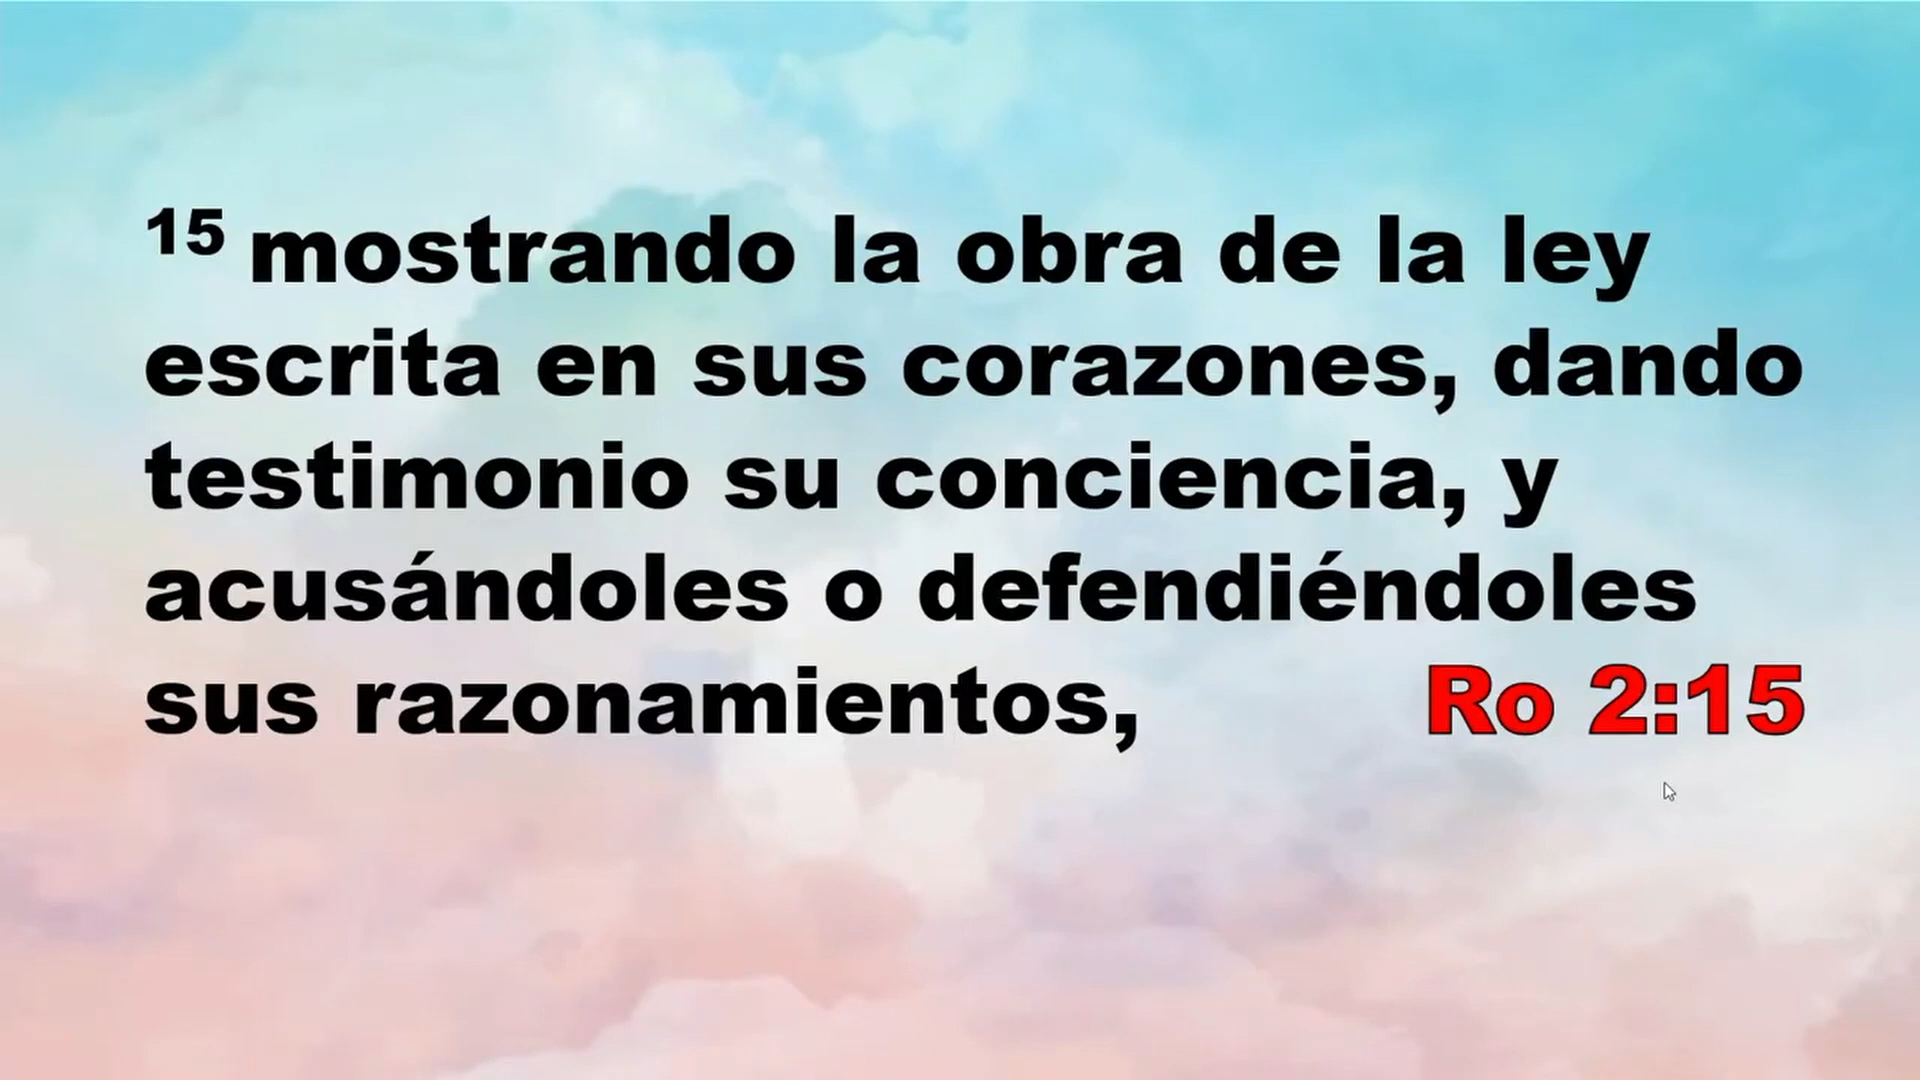 15 mostrando la obra de la ley
escrita en sus corazones, dando
testimonio su conciencia, y
acusándoles o defendiéndoles
sus razonamientos, Ro 2:15